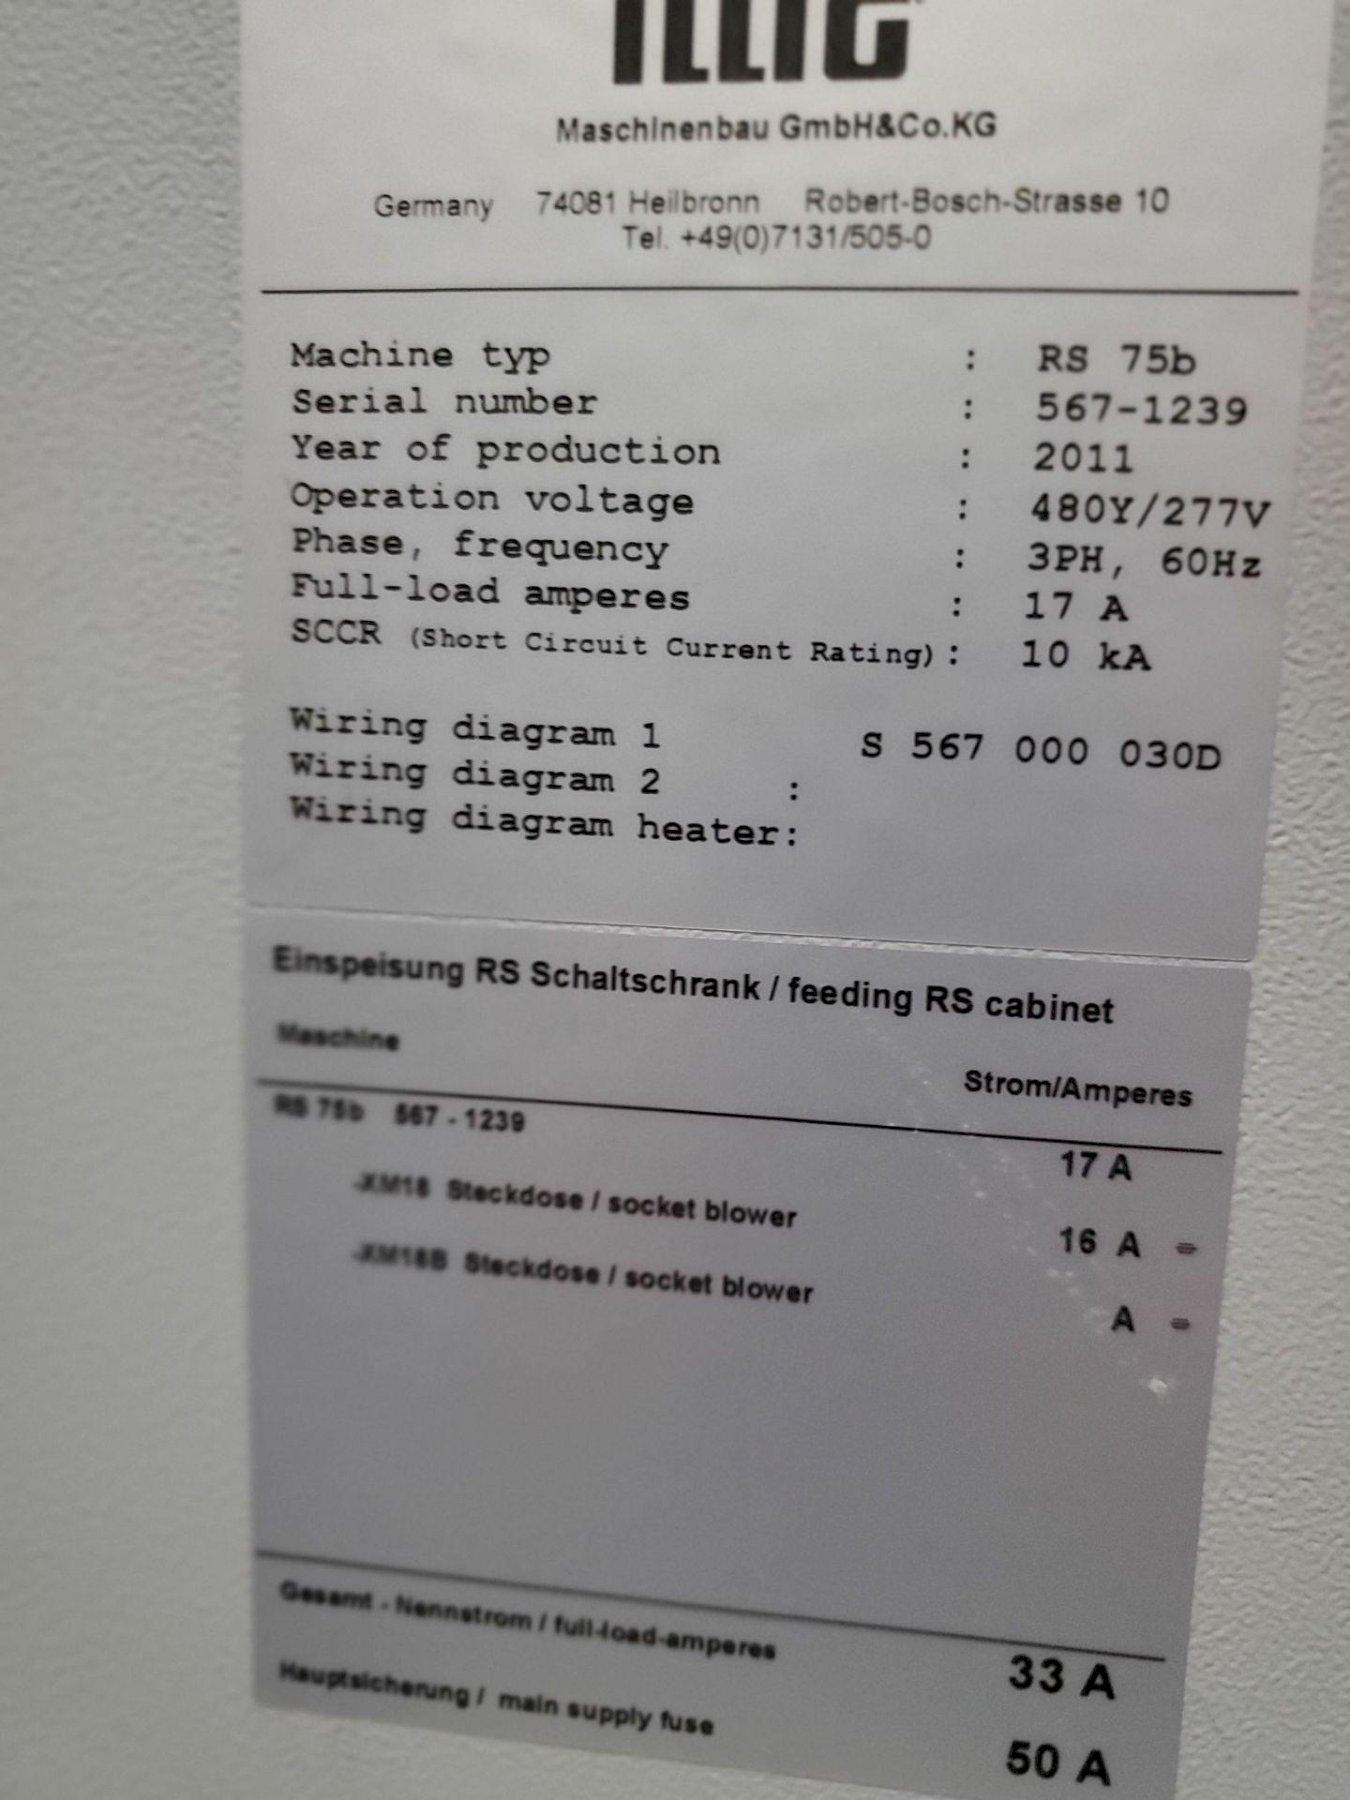 ILLIG
Maschinenbau GmbH&Co.KG
Germany 74081 Heilbronn Robert-Bosch-Strasse 10
Tel. +49(0)7131/505-0
Machine typ : RS 75b
Serial number : 567-1239
Year of production : 2011
Operation voltage : 480Y/277V
Phase, frequency : 3PH, 60Hz
Full-load amperes : 17 A
SCCR (Short Circuit Current Rating) : 10 kA
Wiring diagram 1 S 567 000 030D
Wiring diagram 2 :
Wiring diagram heater:
Einspeisung RS Schaltschrank / feeding RS cabinet
Maschine Strom/Amperes
RS 75b 567 - 1239 17 A
-XM18 Steckdose / socket blower 16 A =
-XM18B Steckdose / socket blower A =
Gesamt - Nennstrom / full-load-amperes 33 A
Hauptsicherung / main supply fuse 50 A